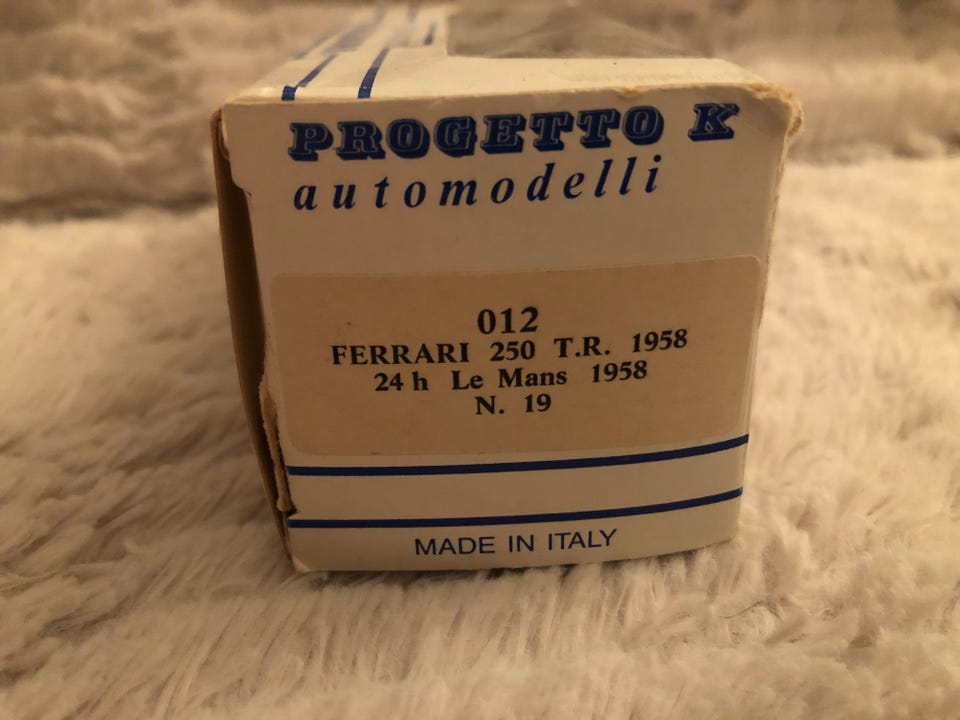 PROGETTO K
automodelli
012
FERRARI 250 T.R. 1958
24 h Le Mans 1958
N. 19
MADE IN ITALY